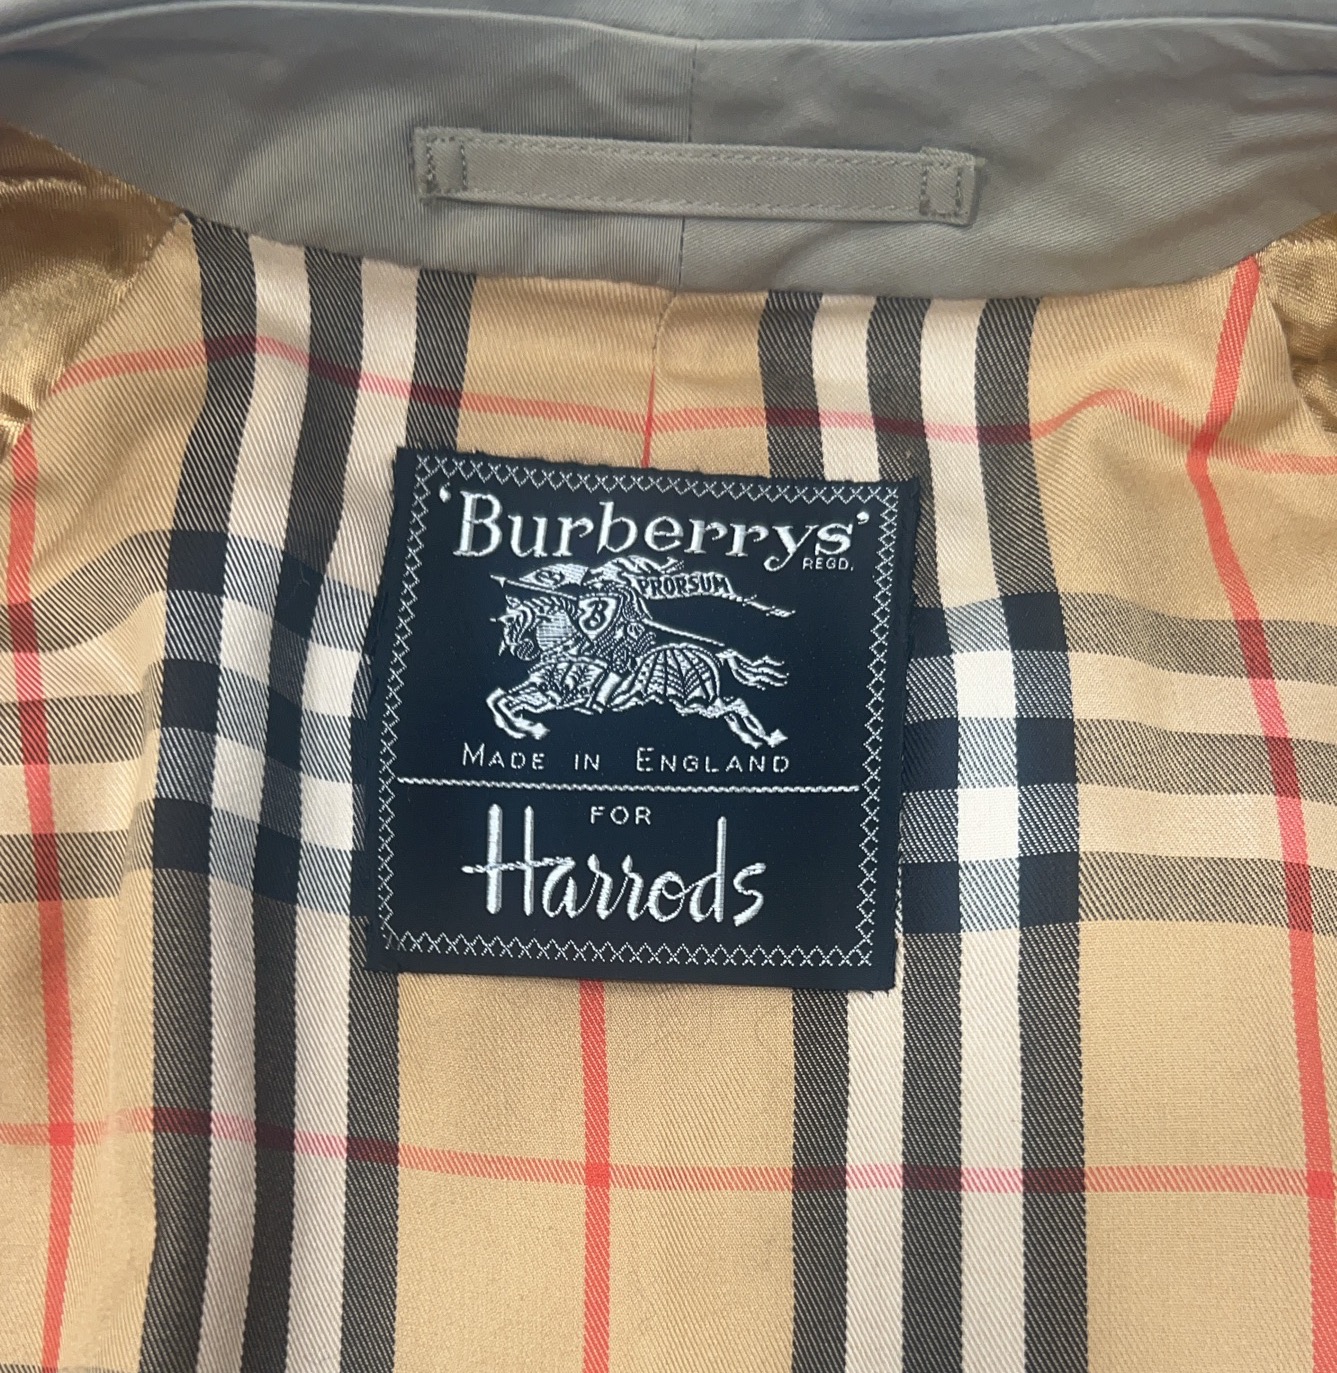 'Burberrys'
REGD.
PRORSUM
B
MADE IN ENGLAND
FOR
Harrods